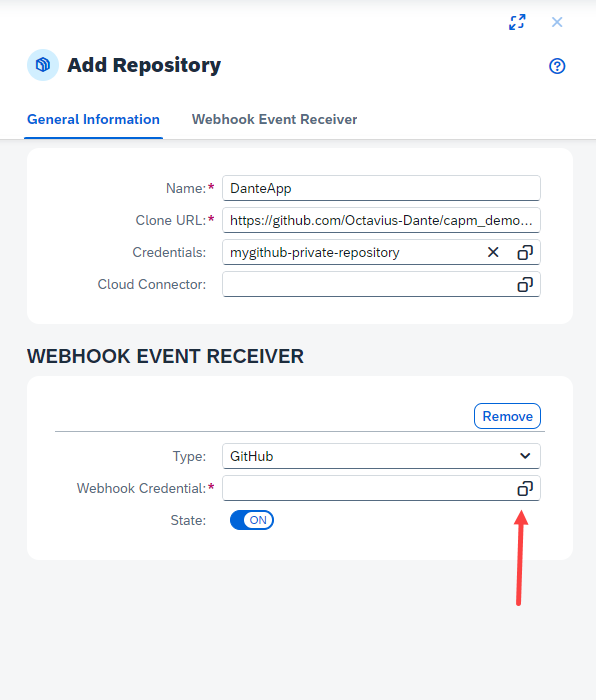 Add Repository
General Information Webhook Event Receiver
Name:* DanteApp
Clone URL:* https://github.com/Octavius-Dante/capm_demo...
Credentials: mygithub-private-repository
Cloud Connector:
WEBHOOK EVENT RECEIVER
Remove
Type: GitHub
Webhook Credential:*
State: ON